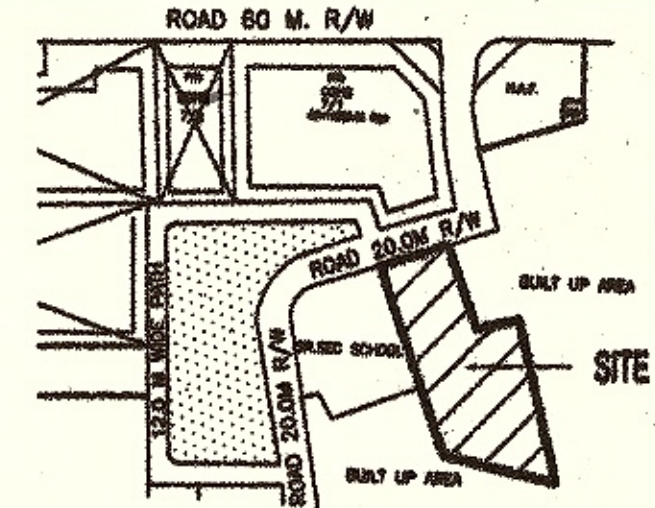 ROAD 60 M. R/W
ROAD 20.0M R/W
BUILT UP AREA
SITE
SR.SEC SCHOOL
12.0 M WIDE PATH
ROAD 20.0M R/W
BUILT UP AREA